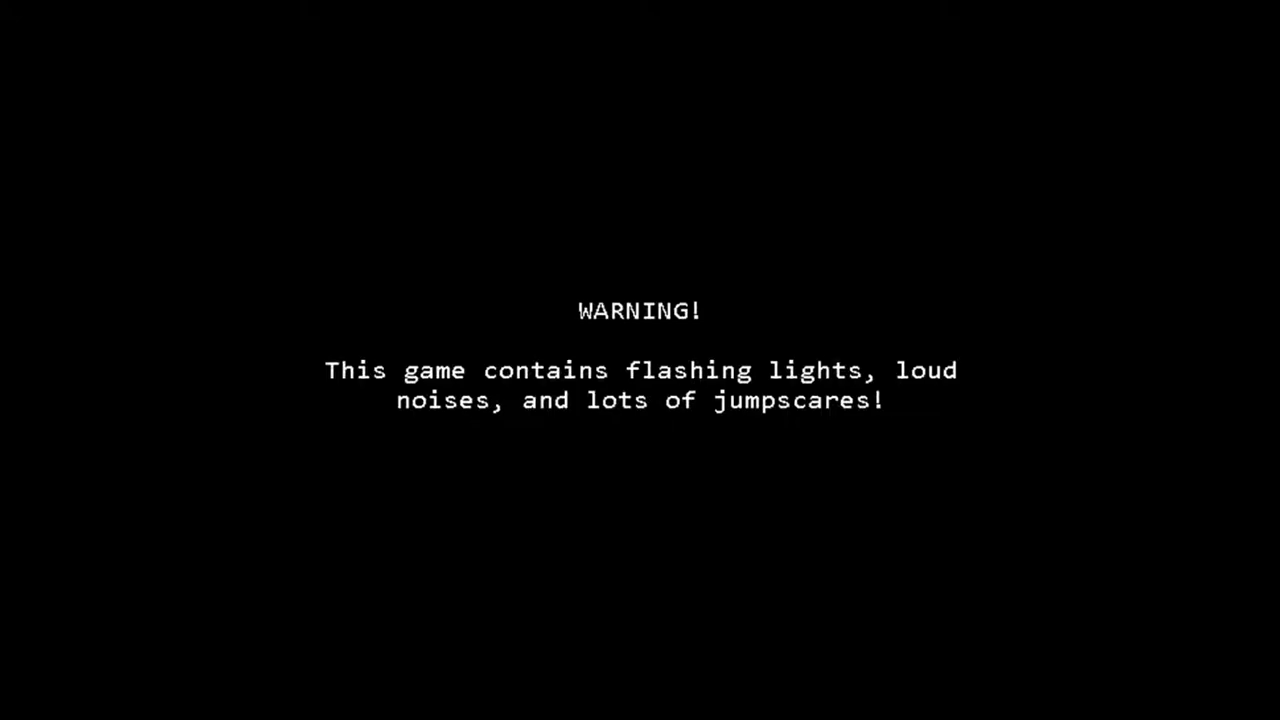 WARNING!
This game contains flashing lights, loud
noises, and lots of jumpscares!